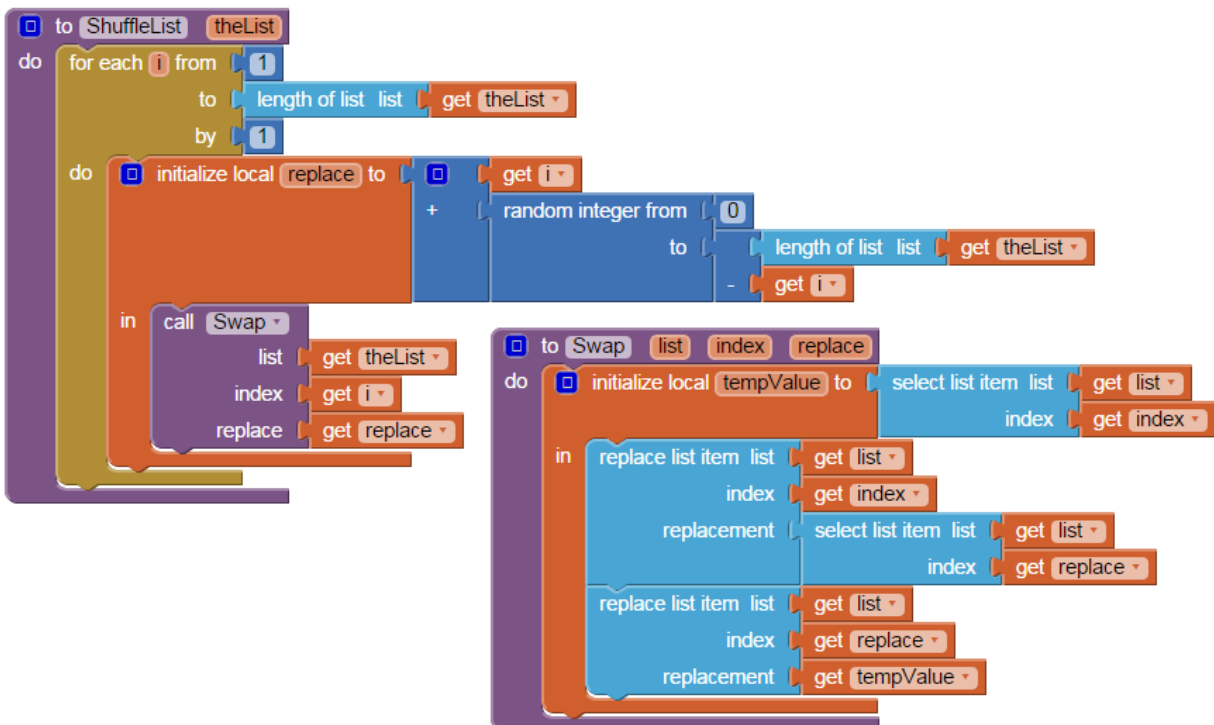 to ShuffleList theList
do for each i from 1
to length of list list get theList
by 1
do initialize local replace to get i
+ random integer from 0
to length of list list get theList
- get i
in call Swap
list get theList
index get i
replace get replace
to Swap list index replace
do initialize local tempValue to select list item list get list
index get index
in replace list item list get list
index get index
replacement select list item list get list
index get replace
replace list item list get list
index get replace
replacement get tempValue